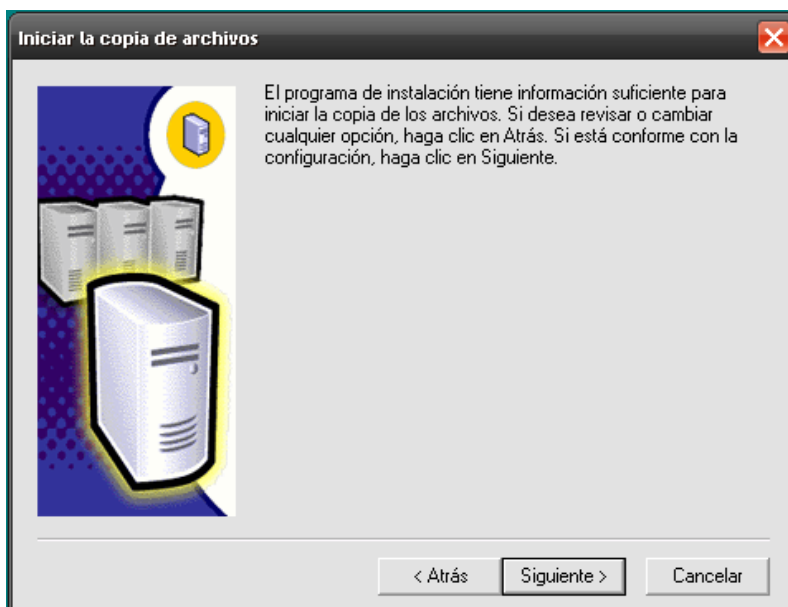 Iniciar la copia de archivos
El programa de instalación tiene información suficiente para
iniciar la copia de los archivos. Si desea revisar o cambiar
cualquier opción, haga clic en Atrás. Si está conforme con la
configuración, haga clic en Siguiente.
< Atrás Siguiente > Cancelar